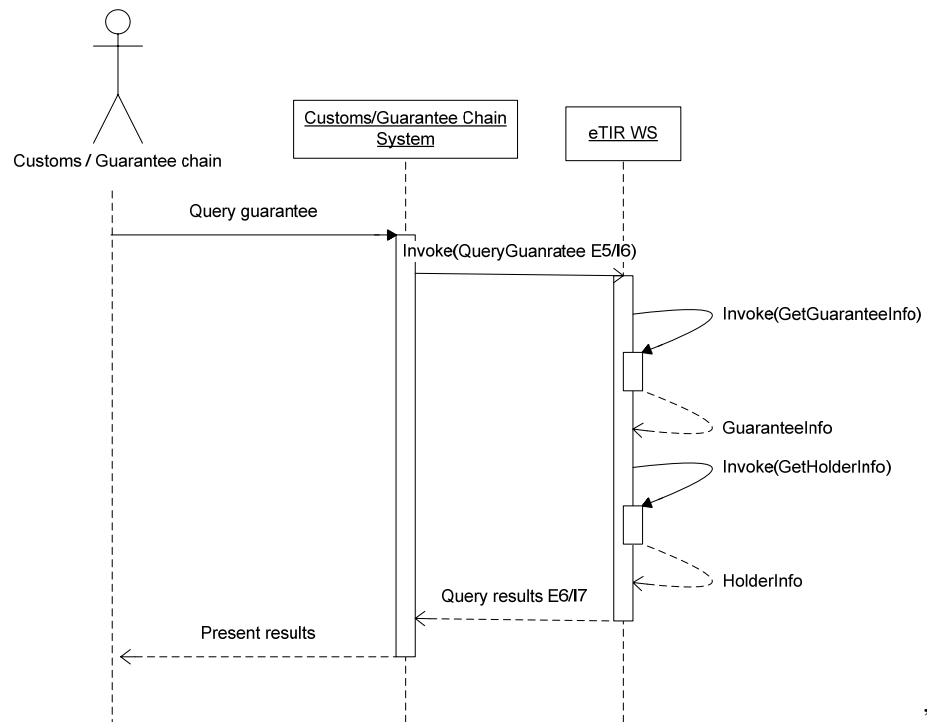 Customs/Guarantee Chain
System
eTIR WS
Customs / Guarantee chain
Query guarantee
Invoke(QueryGuanratee E5/I6)
Invoke(GetGuaranteeInfo)
GuaranteeInfo
Invoke(GetHolderInfo)
HolderInfo
Query results E6/I7
Present results
,